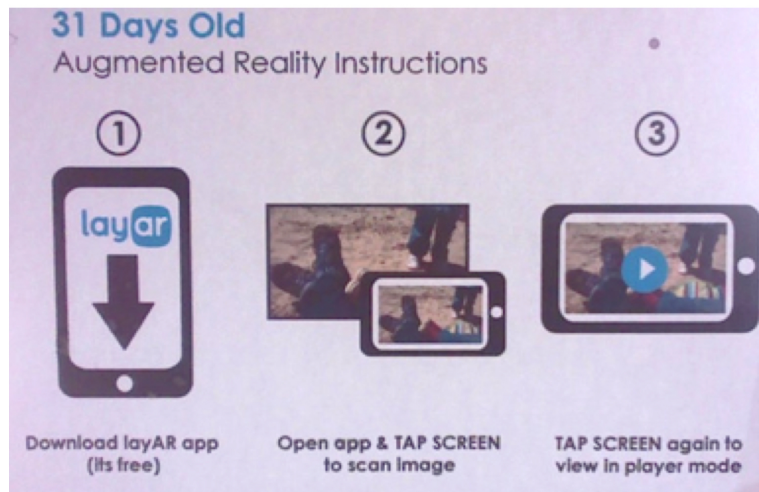 31 Days Old
Augmented Reality Instructions
1
2
3
layar
Download layAR app
(its free)
Open app & TAP SCREEN
to scan image
TAP SCREEN again to
view in player mode